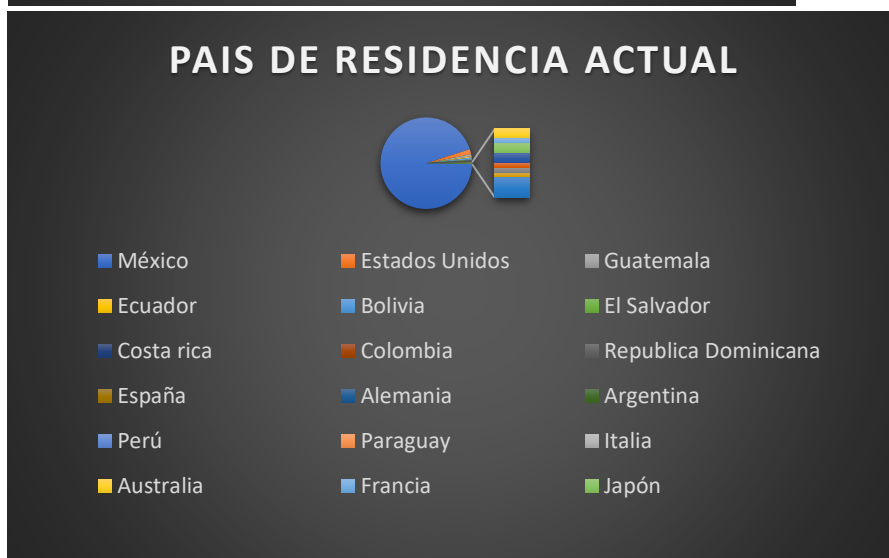 PAIS DE RESIDENCIA ACTUAL
México Estados Unidos Guatemala
Ecuador Bolivia El Salvador
Costa rica Colombia Republica Dominicana
España Alemania Argentina
Perú Paraguay Italia
Australia Francia Japón